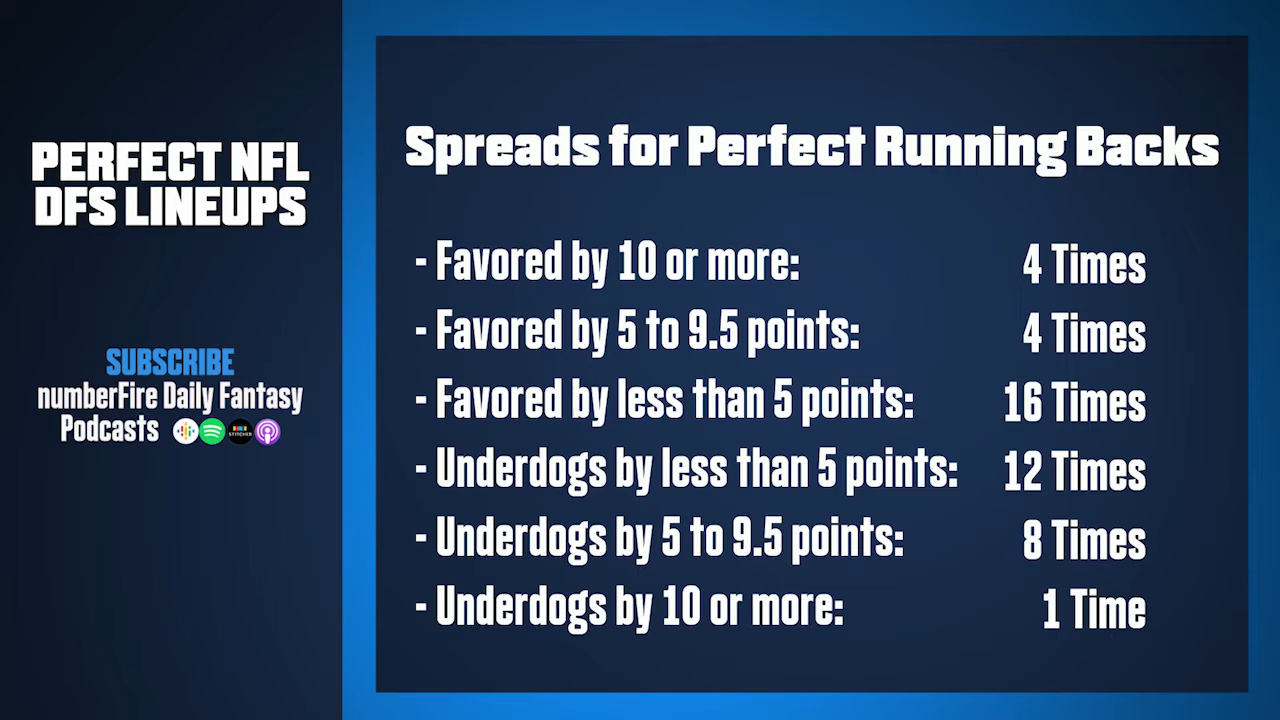 PERFECT NFL
DFS LINEUPS
SUBSCRIBE
numberFire Daily Fantasy
Podcasts
STITCHER
Spreads for Perfect Running Backs
- Favored by 10 or more: 4 Times
- Favored by 5 to 9.5 points: 4 Times
- Favored by less than 5 points: 16 Times
- Underdogs by less than 5 points: 12 Times
- Underdogs by 5 to 9.5 points: 8 Times
- Underdogs by 10 or more: 1 Time